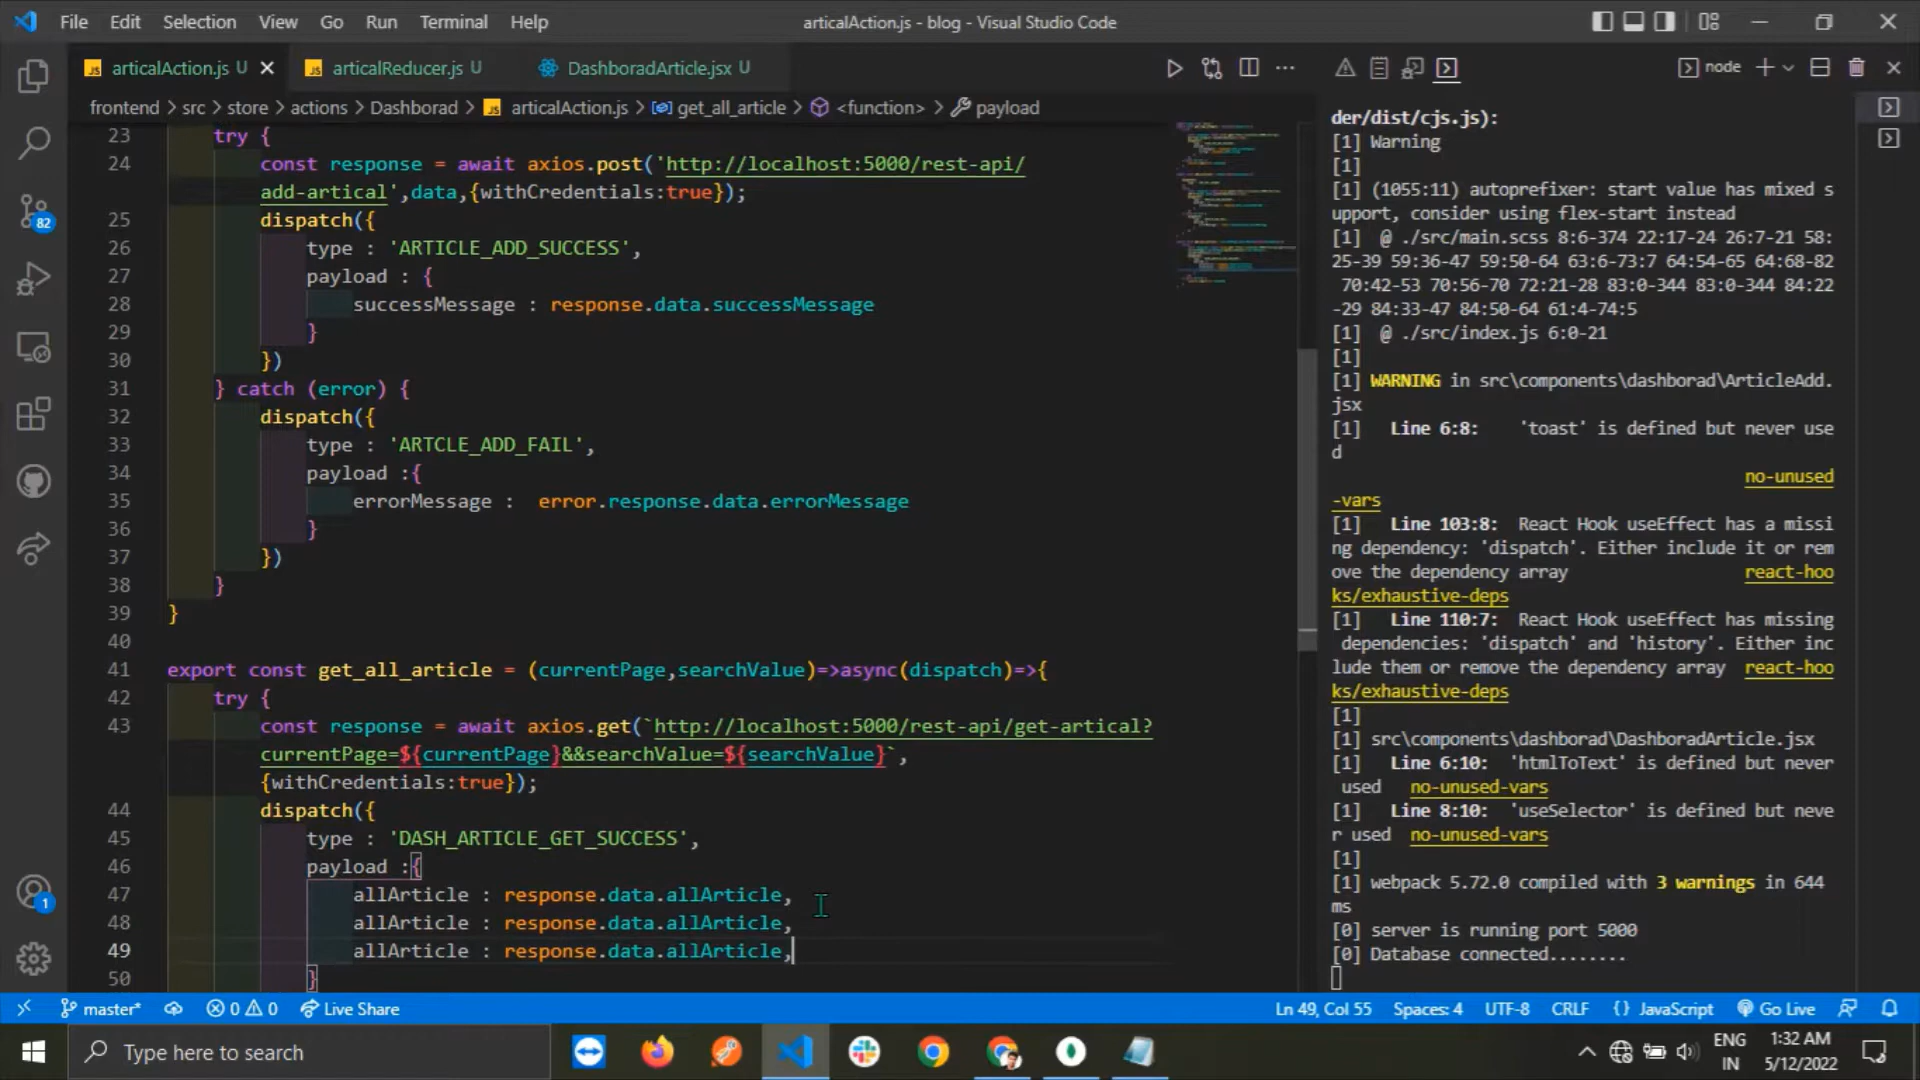 File Edit Selection View Go Run Terminal Help articalAction.js - blog - Visual Studio Code
articalAction.js U articalReducer.js U DashboradArticle.jsx U node
frontend > src > store > actions > Dashborad > articalAction.js > get_all_article > <function> > payload
23 try {
24 const response = await axios.post('http://localhost:5000/rest-api/
add-artical',data,{withCredentials:true});
25 dispatch({
26 type : 'ARTICLE_ADD_SUCCESS',
27 payload : {
28 successMessage : response.data.successMessage
29 }
30 })
31 } catch (error) {
32 dispatch({
33 type : 'ARTCLE_ADD_FAIL',
34 payload :{
35 errorMessage : error.response.data.errorMessage
36 }
37 })
38 }
39 }
40
41 export const get_all_article = (currentPage,searchValue)=>async(dispatch)=>{
42 try {
43 const response = await axios.get(`http://localhost:5000/rest-api/get-artical?
currentPage=${currentPage}&&searchValue=${searchValue}`,
{withCredentials:true});
44 dispatch({
45 type : 'DASH_ARTICLE_GET_SUCCESS',
46 payload :{
47 allArticle : response.data.allArticle,
48 allArticle : response.data.allArticle,
49 allArticle : response.data.allArticle,
50 }
der/dist/cjs.js):
[1] Warning
[1]
[1] (1055:11) autoprefixer: start value has mixed s
upport, consider using flex-start instead
[1] @ ./src/main.scss 8:6-374 22:17-24 26:7-21 58:
25-39 59:36-47 59:50-64 63:6-73:7 64:54-65 64:68-82
70:42-53 70:56-70 72:21-28 83:0-344 83:0-344 84:22
-29 84:33-47 84:50-64 61:4-74:5
[1] @ ./src/index.js 6:0-21
[1]
[1] WARNING in src\components\dashborad\ArticleAdd.
jsx
[1] Line 6:8: 'toast' is defined but never use
d
no-unused
-vars
[1] Line 103:8: React Hook useEffect has a missi
ng dependency: 'dispatch'. Either include it or rem
ove the dependency array react-hoo
ks/exhaustive-deps
[1] Line 110:7: React Hook useEffect has missing
dependencies: 'dispatch' and 'history'. Either inc
lude them or remove the dependency array react-hoo
ks/exhaustive-deps
[1]
[1] src\components\dashborad\DashboradArticle.jsx
[1] Line 6:10: 'htmlToText' is defined but never
used no-unused-vars
[1] Line 8:10: 'useSelector' is defined but neve
r used no-unused-vars
[1]
[1] webpack 5.72.0 compiled with 3 warnings in 644
ms
[0] server is running port 5000
[0] Database connected........
82
1
master* 0 0 Live Share Ln 49, Col 55 Spaces: 4 UTF-8 CRLF {} JavaScript Go Live
Type here to search
ENG
IN
1:32 AM
5/12/2022